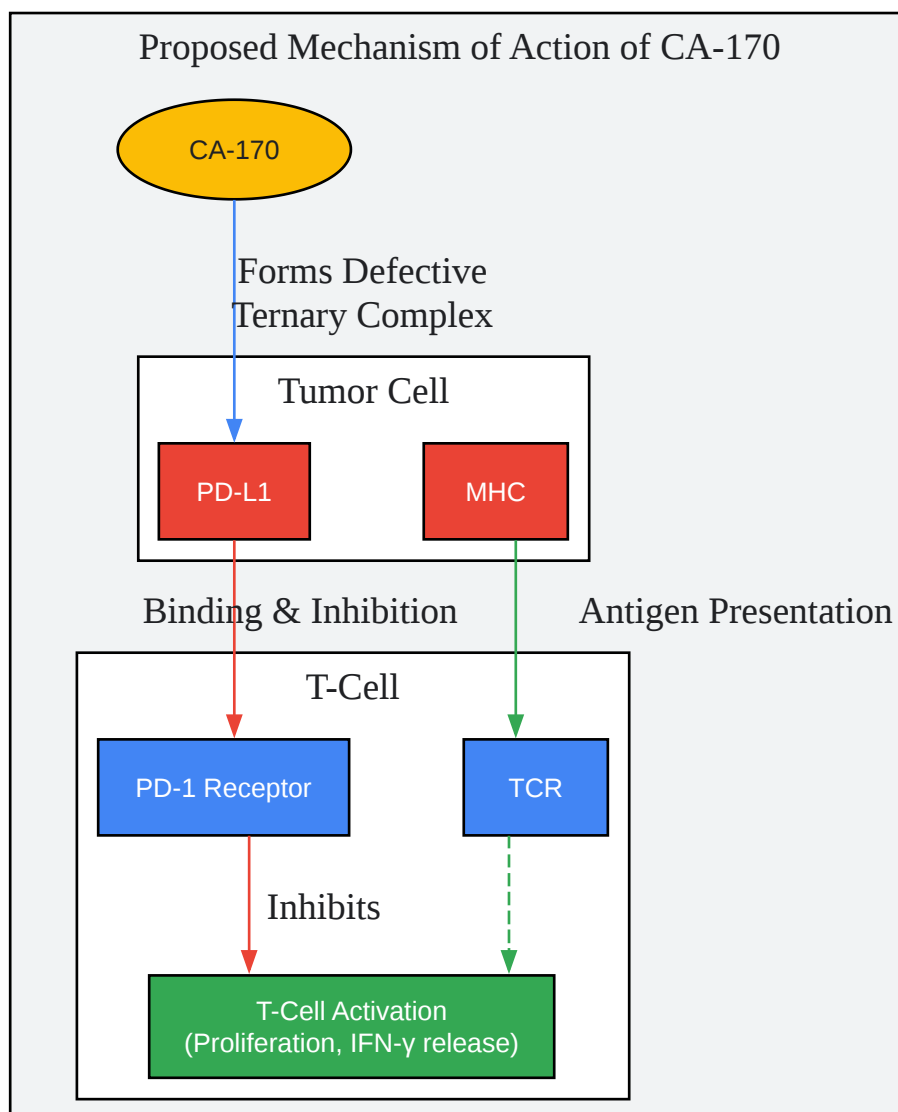 Proposed Mechanism of Action of CA-170
CA-170
Forms Defective
Ternary Complex
Tumor Cell
PD-L1
MHC
Binding & Inhibition
Antigen Presentation
T-Cell
PD-1 Receptor
TCR
Inhibits
T-Cell Activation
(Proliferation, IFN-γ release)